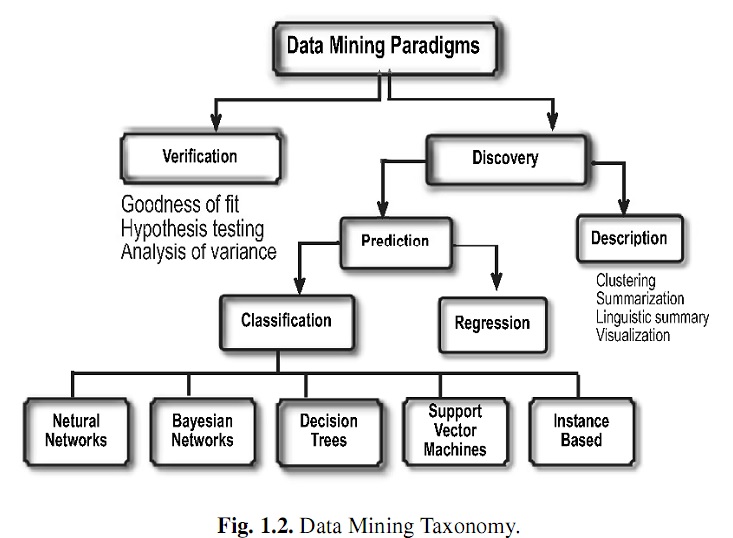 Data Mining Paradigms
Verification
Discovery
Goodness of fit
Hypothesis testing
Analysis of variance
Prediction
Description
Clustering
Summarization
Linguistic summary
Visualization
Classification
Regression
Netural
Networks
Bayesian
Networks
Decision
Trees
Support
Vector
Machines
Instance
Based
Fig. 1.2. Data Mining Taxonomy.